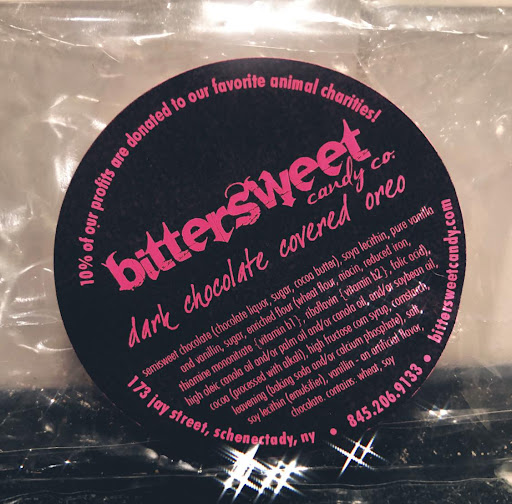 10% of our profits are donated to our favorite animal charities!
bittersweet
candy co.
dark chocolate covered oreo
semisweet chocolate (chocolate liquor, sugar, cocoa butter), soya lecithin, pure vanilla
and vanillin, sugar, enriched flour (wheat flour, niacin, reduced iron,
thiamine mononitrate {vitamin b1}, riboflavin {vitamin b2}, folic acid),
high oleic canola oil and/or palm oil and/or canola oil, and/or soybean oil,
cocoa (processed with alkali), high fructose corn syrup, cornstarch,
leavening (baking soda and/or calcium phosphate), salt,
soy lecithin (emulsifier), vanillin - an artificial flavor,
chocolate. contains: wheat, soy
173 jay street, schenectady, ny • 845.206.9133 • bittersweetcandy.com